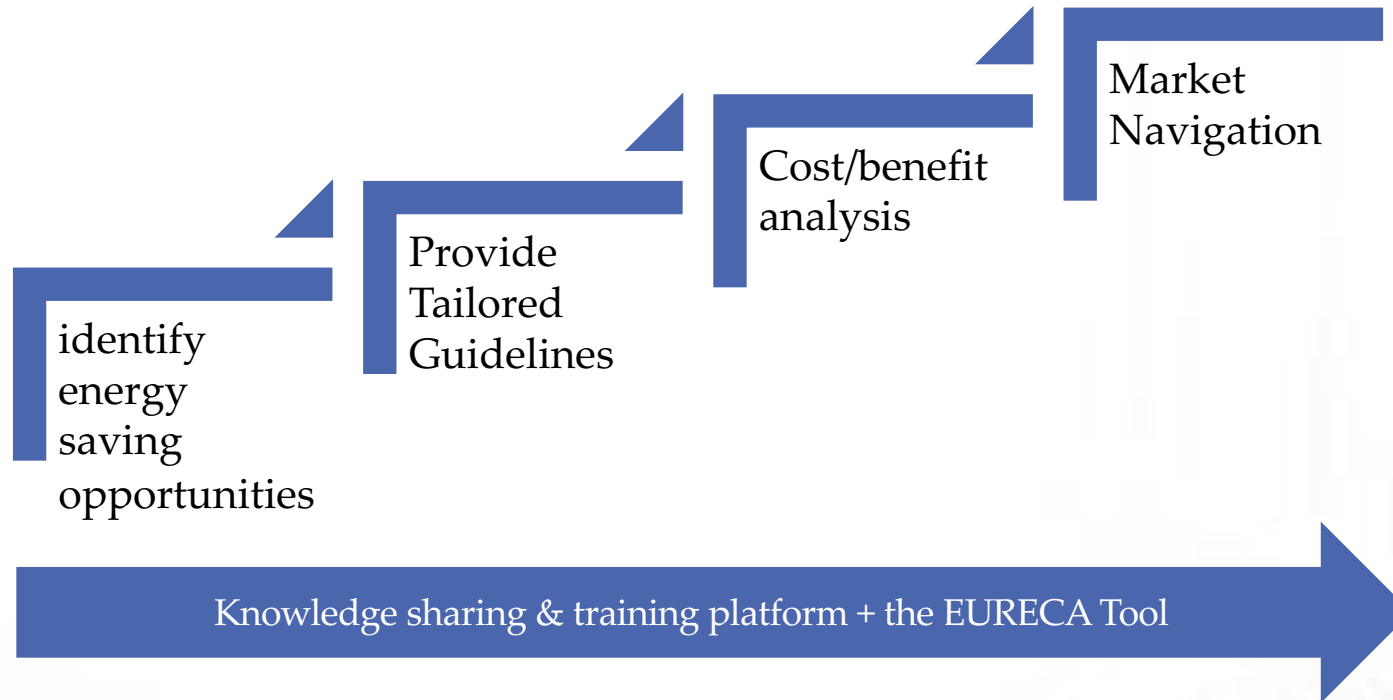 identify
energy
saving
opportunities
Provide
Tailored
Guidelines
Cost/benefit
analysis
Market
Navigation
Knowledge sharing & training platform + the EURECA Tool